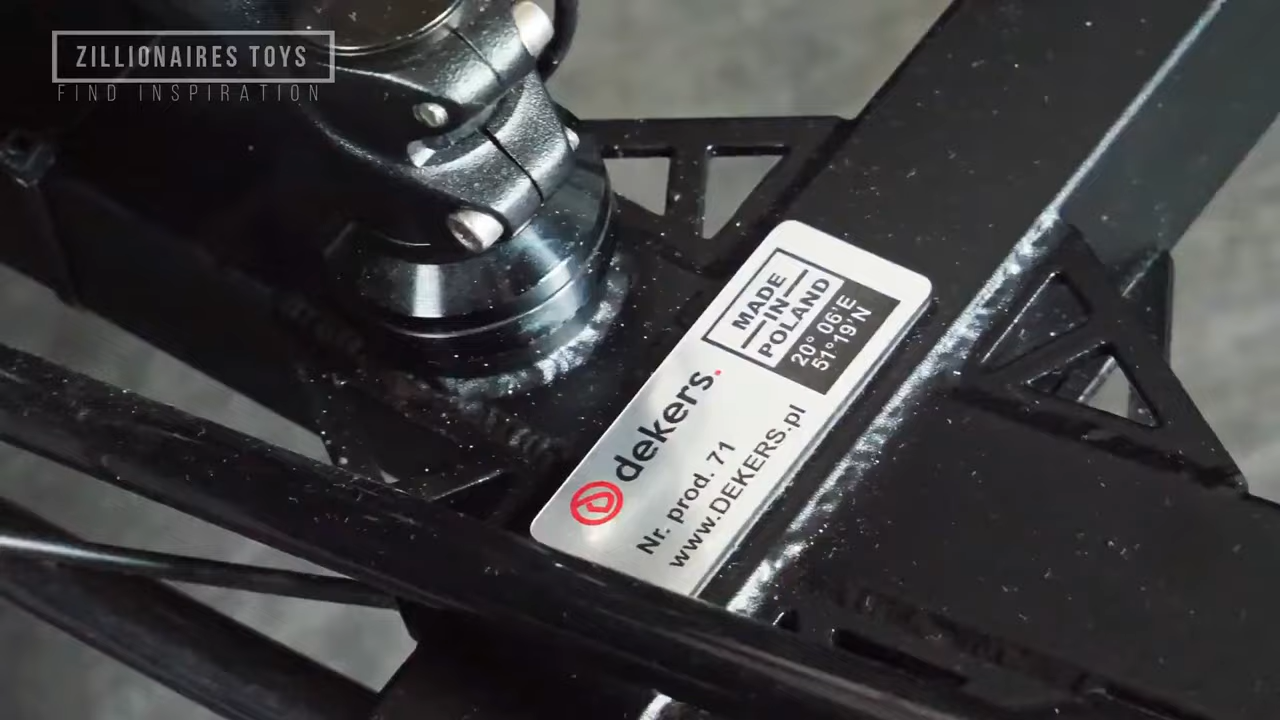 ZILLIONAIRES TOYS
FIND INSPIRATION
MADE
IN
POLAND
20° 06'E
51°19'N
dekers.
Nr. prod. 71
www.DEKERS.pl